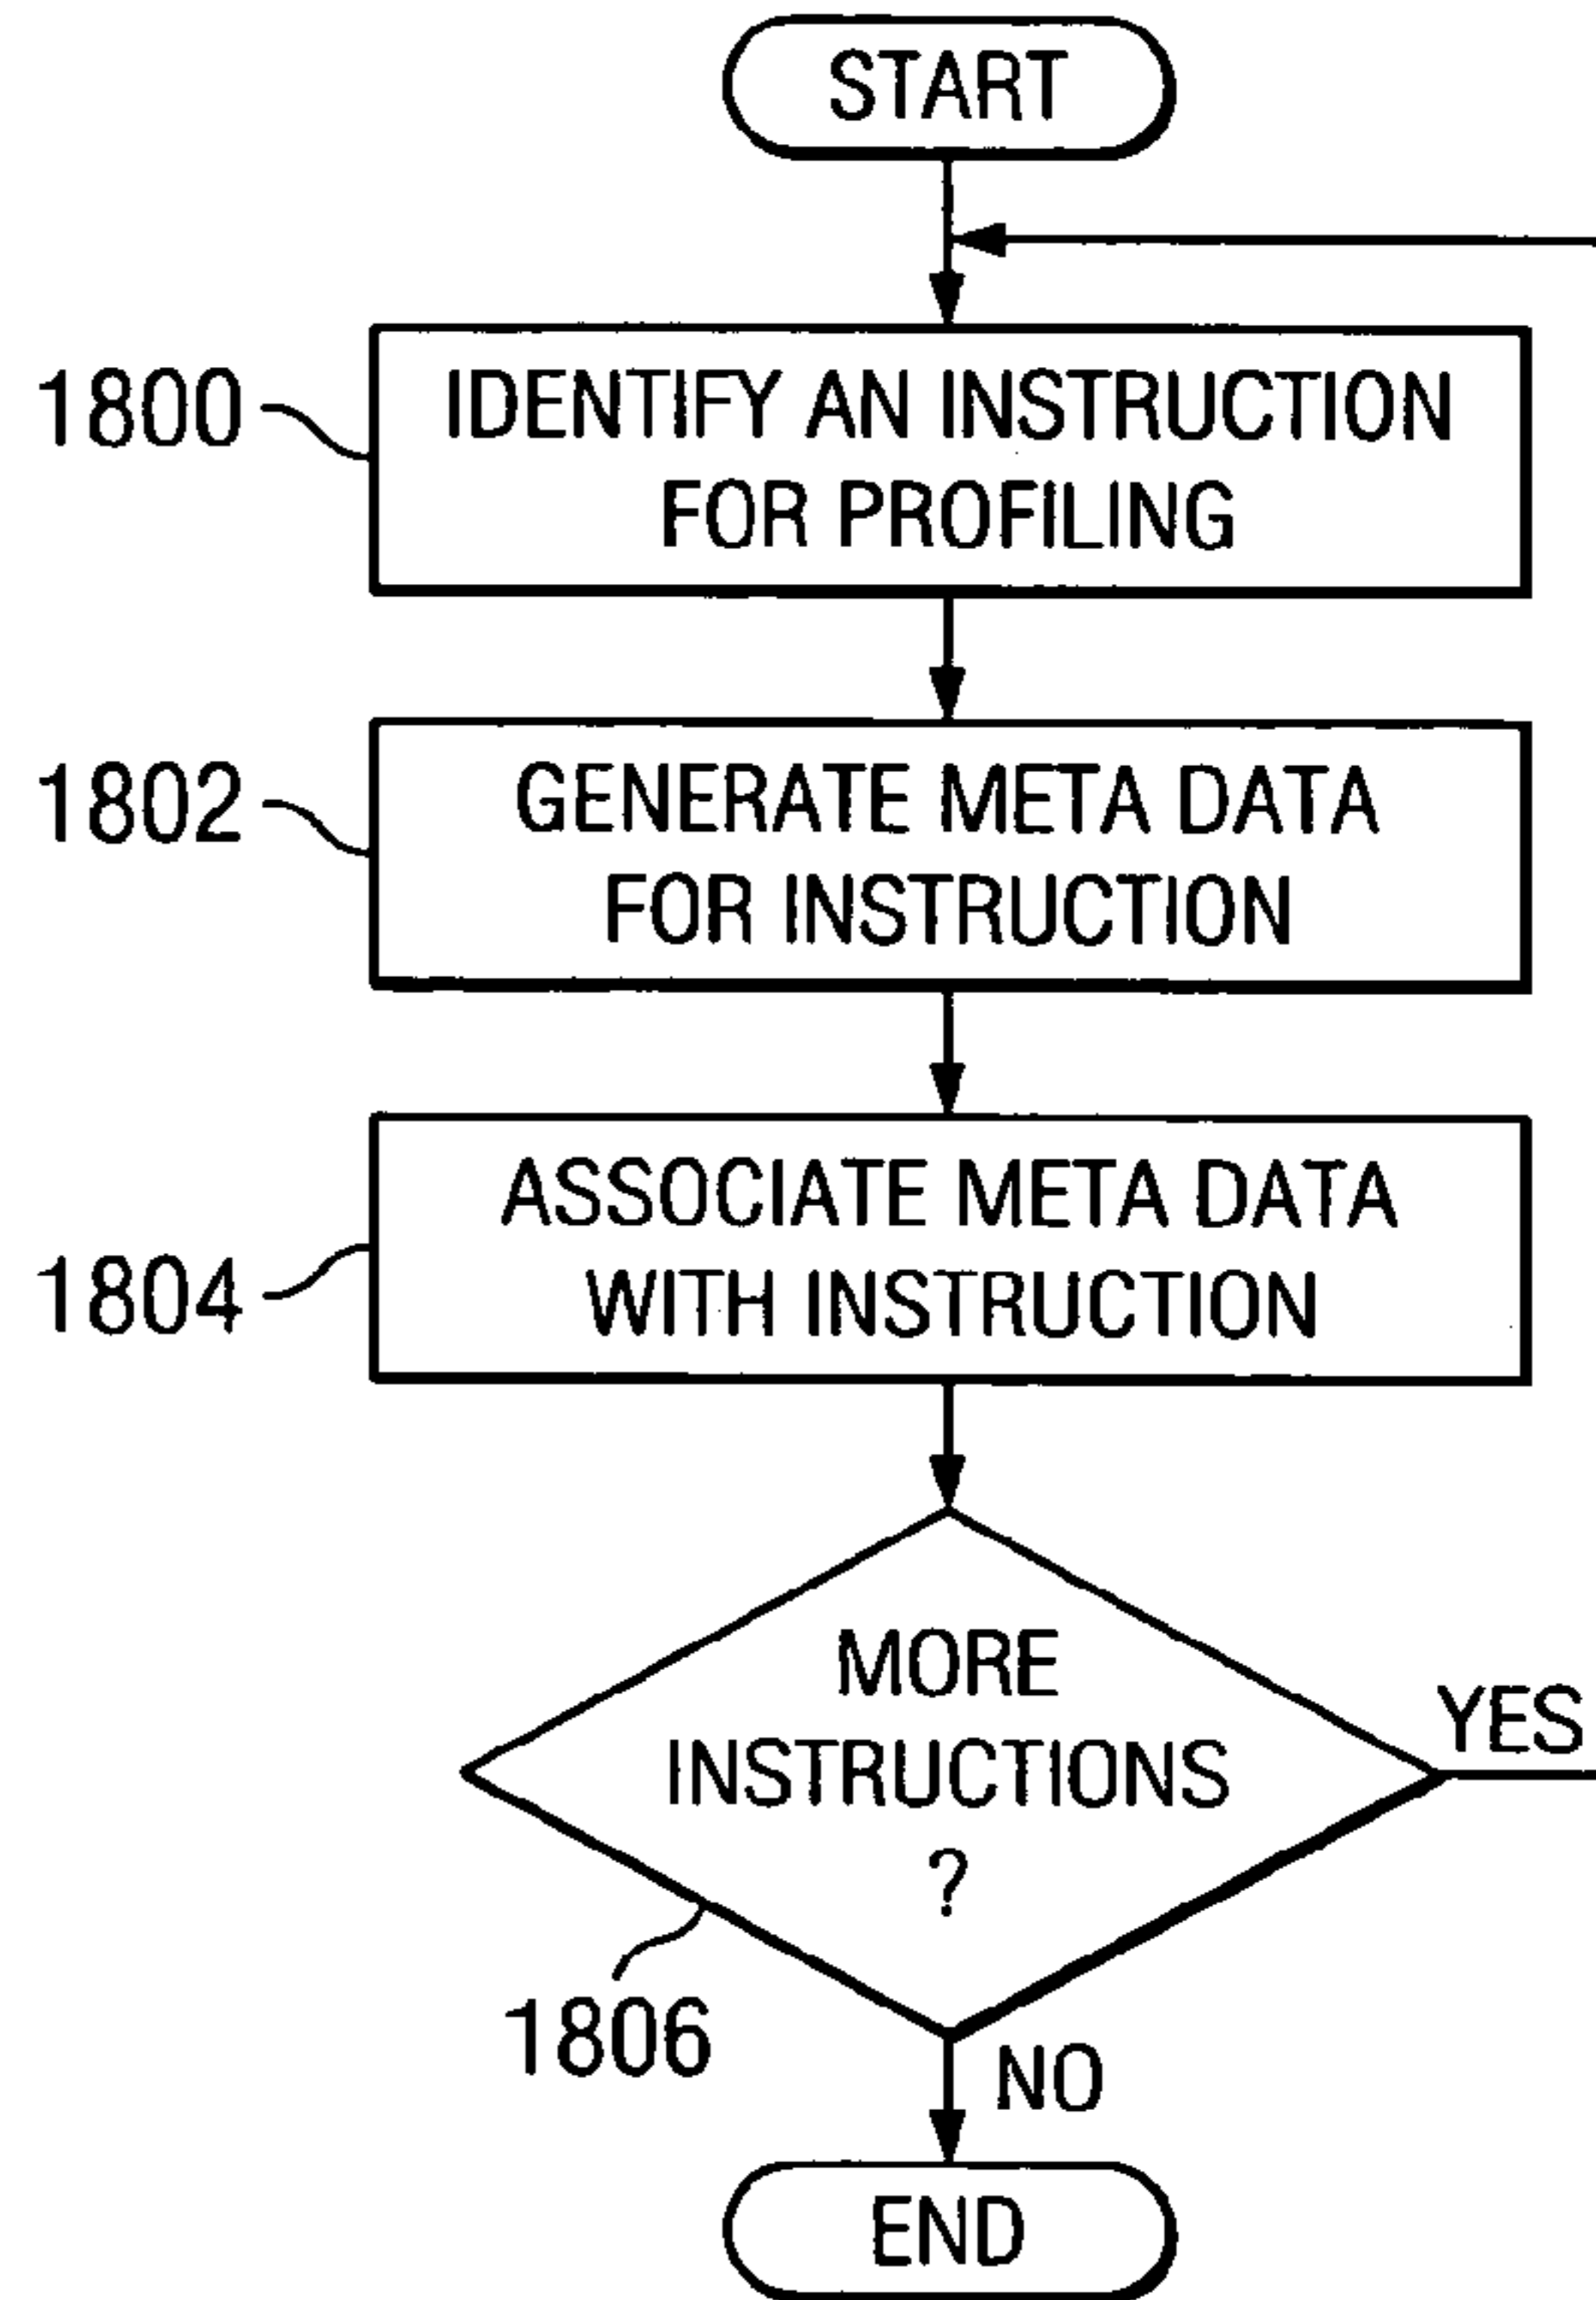 START
1800
IDENTIFY AN INSTRUCTION
FOR PROFILING
1802
GENERATE META DATA
FOR INSTRUCTION
1804
ASSOCIATE META DATA
WITH INSTRUCTION
MORE
INSTRUCTIONS
?
YES
1806
NO
END